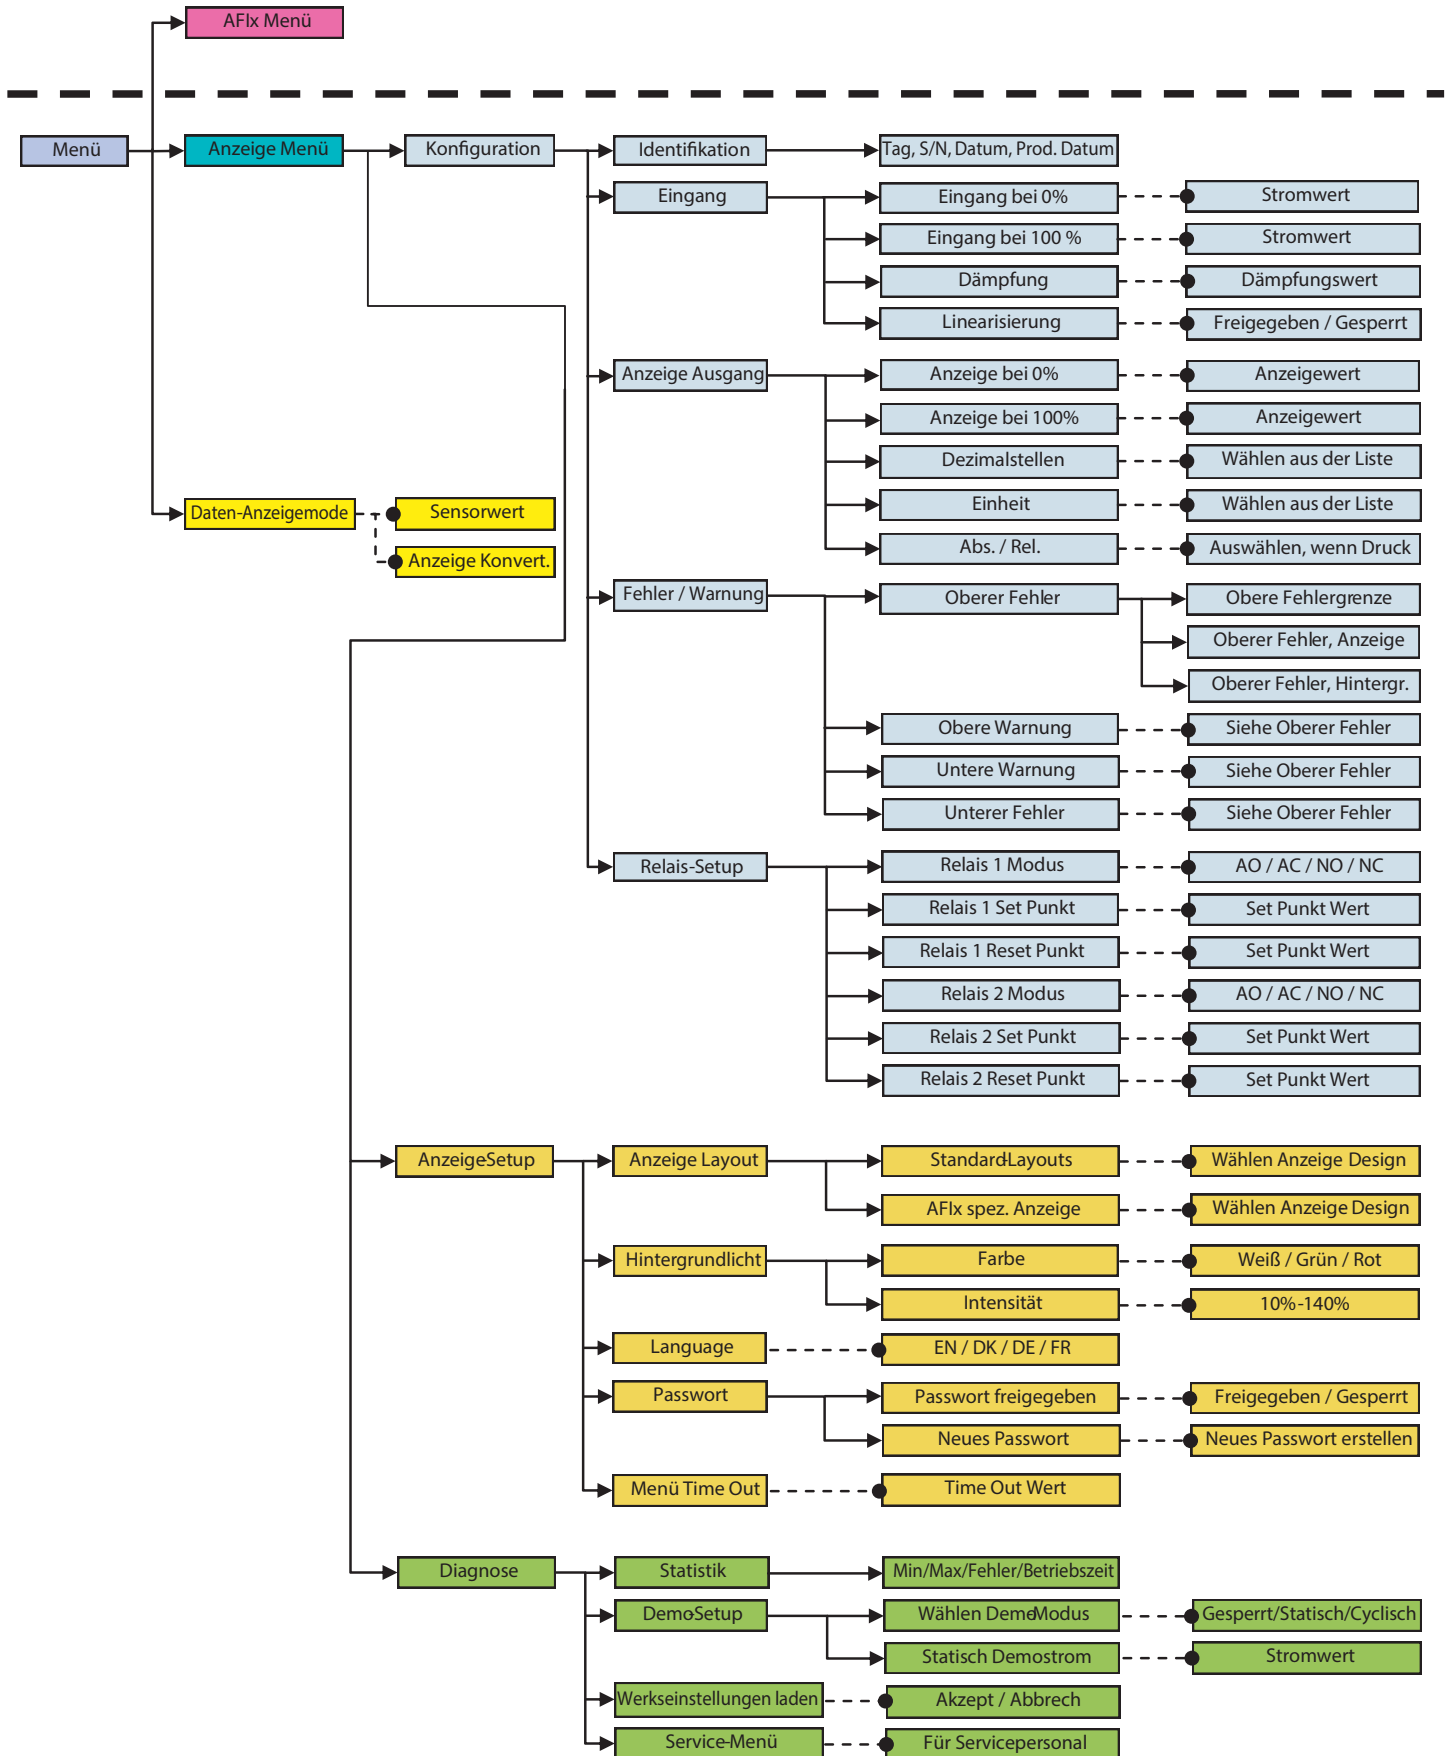 AFlx Menü
Menü
Anzeige Menü
Konfiguration
Identifikation
Tag, S/N, Datum, Prod. Datum
Eingang
Eingang bei 0%
Stromwert
Eingang bei 100 %
Stromwert
Dämpfung
Dämpfungswert
Linearisierung
Freigegeben / Gesperrt
Anzeige Ausgang
Anzeige bei 0%
Anzeigewert
Anzeige bei 100%
Anzeigewert
Dezimalstellen
Wählen aus der Liste
Einheit
Wählen aus der Liste
Abs. / Rel.
Auswählen, wenn Druck
Daten-Anzeigemode
Sensorwert
Anzeige Konvert.
Fehler / Warnung
Oberer Fehler
Obere Fehlergrenze
Oberer Fehler, Anzeige
Oberer Fehler, Hintergr.
Obere Warnung
Siehe Oberer Fehler
Untere Warnung
Siehe Oberer Fehler
Unterer Fehler
Siehe Oberer Fehler
Relais-Setup
Relais 1 Modus
AO / AC / NO / NC
Relais 1 Set Punkt
Set Punkt Wert
Relais 1 Reset Punkt
Set Punkt Wert
Relais 2 Modus
AO / AC / NO / NC
Relais 2 Set Punkt
Set Punkt Wert
Relais 2 Reset Punkt
Set Punkt Wert
AnzeigeSetup
Anzeige Layout
Standard-Layouts
Wählen Anzeige Design
AFlx spez. Anzeige
Wählen Anzeige Design
Hintergrundlicht
Farbe
Weiß / Grün / Rot
Intensität
10%-140%
Language
EN / DK / DE / FR
Passwort
Passwort freigegeben
Freigegeben / Gesperrt
Neues Passwort
Neues Passwort erstellen
Menü Time Out
Time Out Wert
Diagnose
Statistik
Min/Max/Fehler/Betriebszeit
Demo-Setup
Wählen Demo-Modus
Gesperrt/Statisch/Cyclisch
Statisch Demostrom
Stromwert
Werkseinstellungen laden
Akzept / Abbrech
Service-Menü
Für Servicepersonal